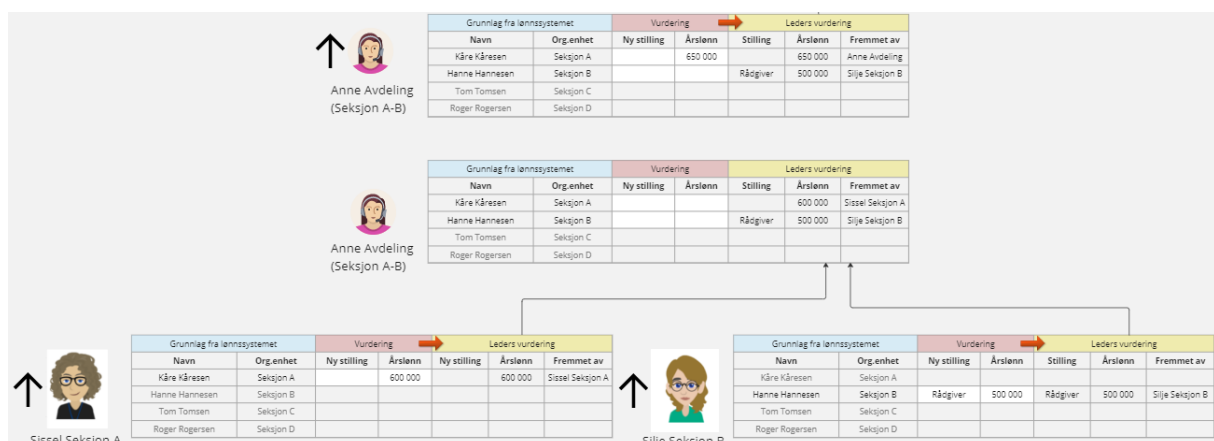 Grunnlag fra lønnssystemet Vurdering Leders vurdering
Navn Org.enhet Ny stilling Årslønn Stilling Årslønn Fremmet av
Kåre Kåresen Seksjon A 650 000 650 000 Anne Avdeling
Hanne Hannesen Seksjon B Rådgiver 500 000 Silje Seksjon B
Tom Tomsen Seksjon C
Roger Rogersen Seksjon D
Anne Avdeling
(Seksjon A-B)
Grunnlag fra lønnssystemet Vurdering Leders vurdering
Navn Org.enhet Ny stilling Årslønn Stilling Årslønn Fremmet av
Kåre Kåresen Seksjon A 600 000 Sissel Seksjon A
Hanne Hannesen Seksjon B Rådgiver 500 000 Silje Seksjon B
Tom Tomsen Seksjon C
Roger Rogersen Seksjon D
Anne Avdeling
(Seksjon A-B)
Grunnlag fra lønnssystemet Vurdering Leders vurdering
Navn Org.enhet Ny stilling Årslønn Ny stilling Årslønn Fremmet av
Kåre Kåresen Seksjon A 600 000 600 000 Sissel Seksjon A
Hanne Hannesen Seksjon B
Tom Tomsen Seksjon C
Roger Rogersen Seksjon D
Sissel Seksjon A
Grunnlag fra lønnssystemet Vurdering Leders vurdering
Navn Org.enhet Ny stilling Årslønn Stilling Årslønn Fremmet av
Kåre Kåresen Seksjon A
Hanne Hannesen Seksjon B Rådgiver 500 000 Rådgiver 500 000 Silje Seksjon B
Tom Tomsen Seksjon C
Roger Rogersen Seksjon D
Silje Seksjon B